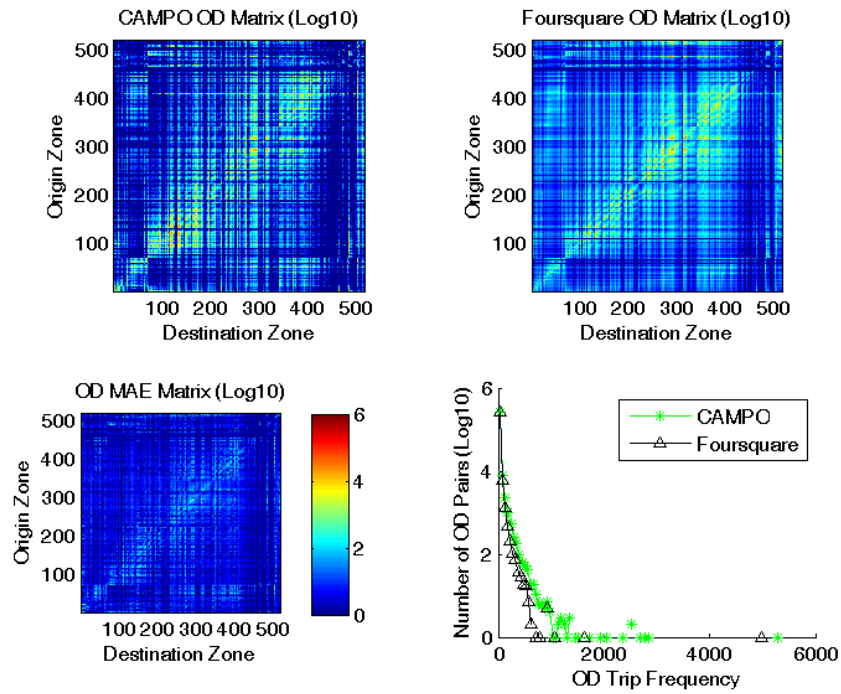 CAMPO OD Matrix (Log10)
Origin Zone
500
400
300
200
100
100 200 300 400 500
Destination Zone
Foursquare OD Matrix (Log10)
Origin Zone
500
400
300
200
100
100 200 300 400 500
Destination Zone
OD MAE Matrix (Log10)
Origin Zone
500
400
300
200
100
100 200 300 400 500
Destination Zone
6
4
2
0
Number of OD Pairs (Log10)
6
4
2
0
0 2000 4000 6000
OD Trip Frequency
CAMPO
Foursquare